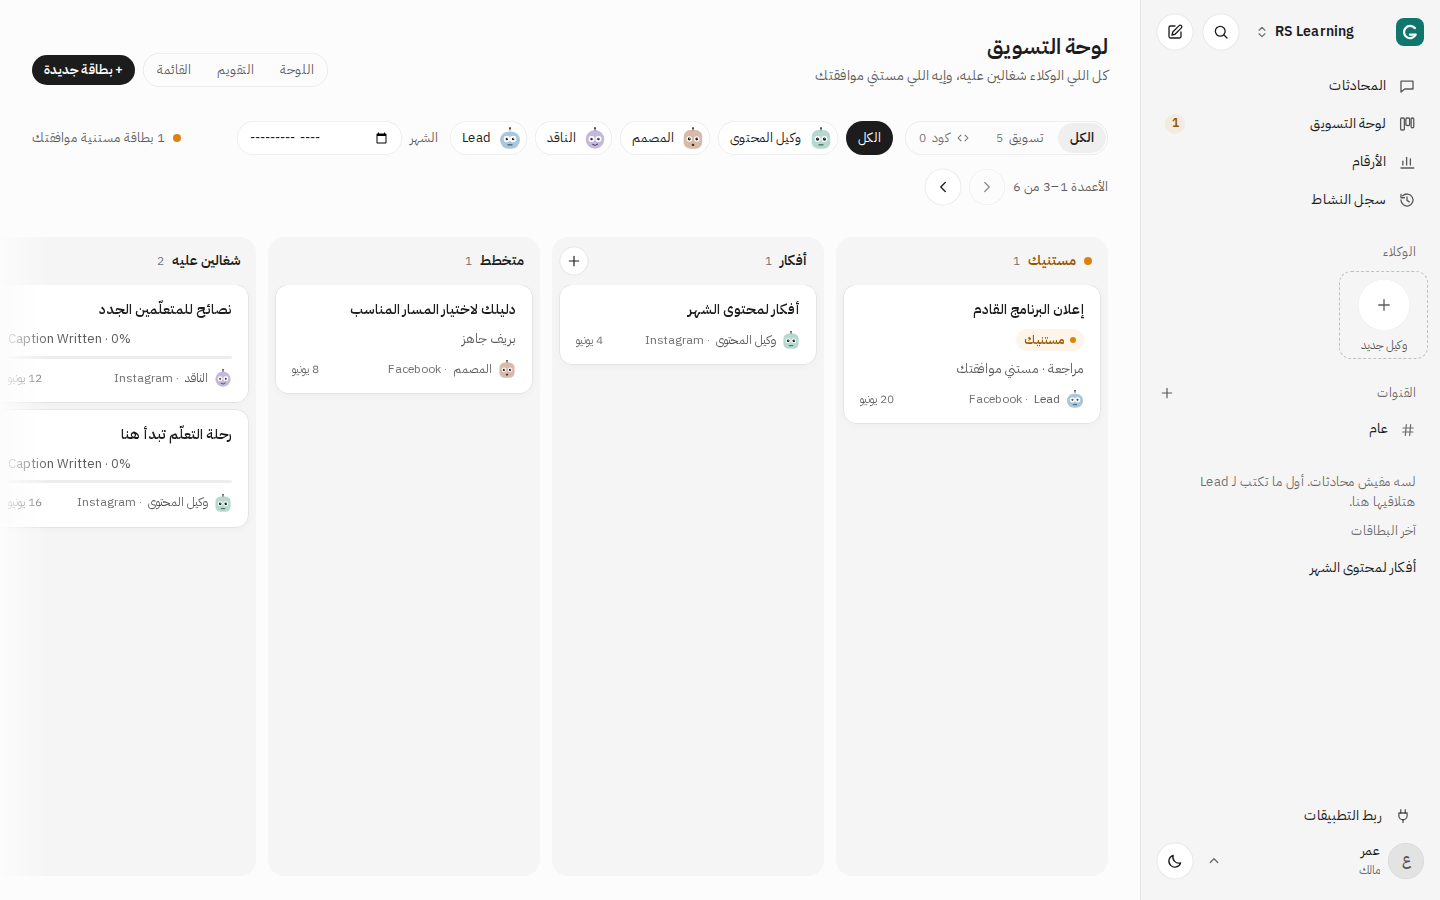 RS Learning
المحادثات
لوحة التسويق
1
الأرقام
سجل النشاط
الوكلاء
وكيل جديد
القنوات
عام
لسه مفيش محادثات. أول ما تكتب لـ Lead
هتلاقيها هنا.
آخر البطاقات
أفكار لمحتوى الشهر
ربط التطبيقات
ع
عمر
مالك
لوحة التسويق
كل اللي الوكلاء شغالين عليه، وإيه اللي مستني موافقتك
اللوحة
التقويم
القائمة
+ بطاقة جديدة
الكل
تسويق 5
كود 0
الكل
وكيل المحتوى
المصمم
الناقد
Lead
الشهر
--------- ----
1 بطاقة مستنية موافقتك
الأعمدة 1–3 من 6
مستنيك 1
إعلان البرنامج القادم
مستنيك
مراجعة · مستني موافقتك
Lead · Facebook
20 يونيو
أفكار 1
أفكار لمحتوى الشهر
وكيل المحتوى · Instagram
4 يونيو
متخطط 1
دليلك لاختيار المسار المناسب
بريف جاهز
المصمم · Facebook
8 يونيو
شغالين عليه 2
نصائح للمتعلّمين الجدد
Caption Written · 0%
الناقد · Instagram
12 يونيو
رحلة التعلّم تبدأ هنا
Caption Written · 0%
وكيل المحتوى · Instagram
16 يونيو